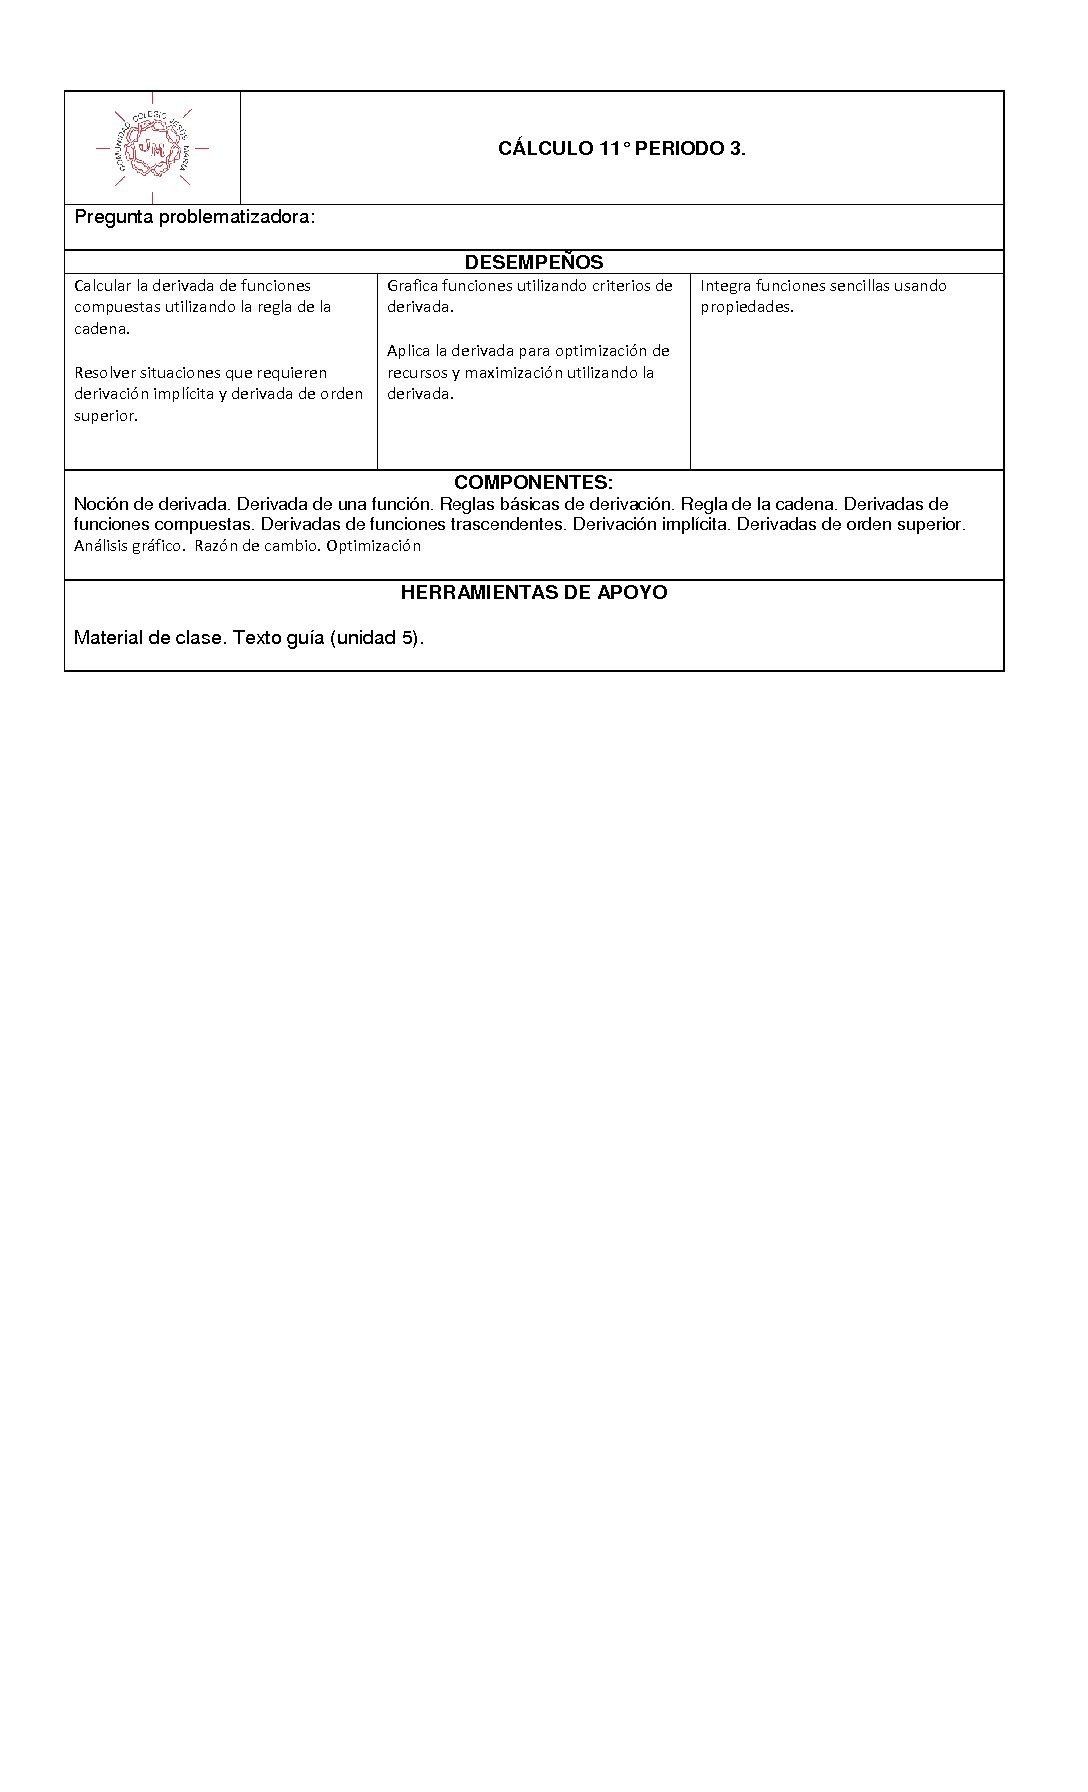 COMUNIDAD COLEGIO JESÚS MARÍA
JM
CÁLCULO 11° PERIODO 3.
Pregunta problematizadora:
DESEMPEÑOS
Calcular la derivada de funciones
compuestas utilizando la regla de la
cadena.
Resolver situaciones que requieren
derivación implícita y derivada de orden
superior.
Grafica funciones utilizando criterios de
derivada.
Aplica la derivada para optimización de
recursos y maximización utilizando la
derivada.
Integra funciones sencillas usando
propiedades.
COMPONENTES:
Noción de derivada. Derivada de una función. Reglas básicas de derivación. Regla de la cadena. Derivadas de
funciones compuestas. Derivadas de funciones trascendentes. Derivación implícita. Derivadas de orden superior.
Análisis gráfico.  Razón de cambio. Optimización
HERRAMIENTAS DE APOYO
Material de clase. Texto guía (unidad 5).